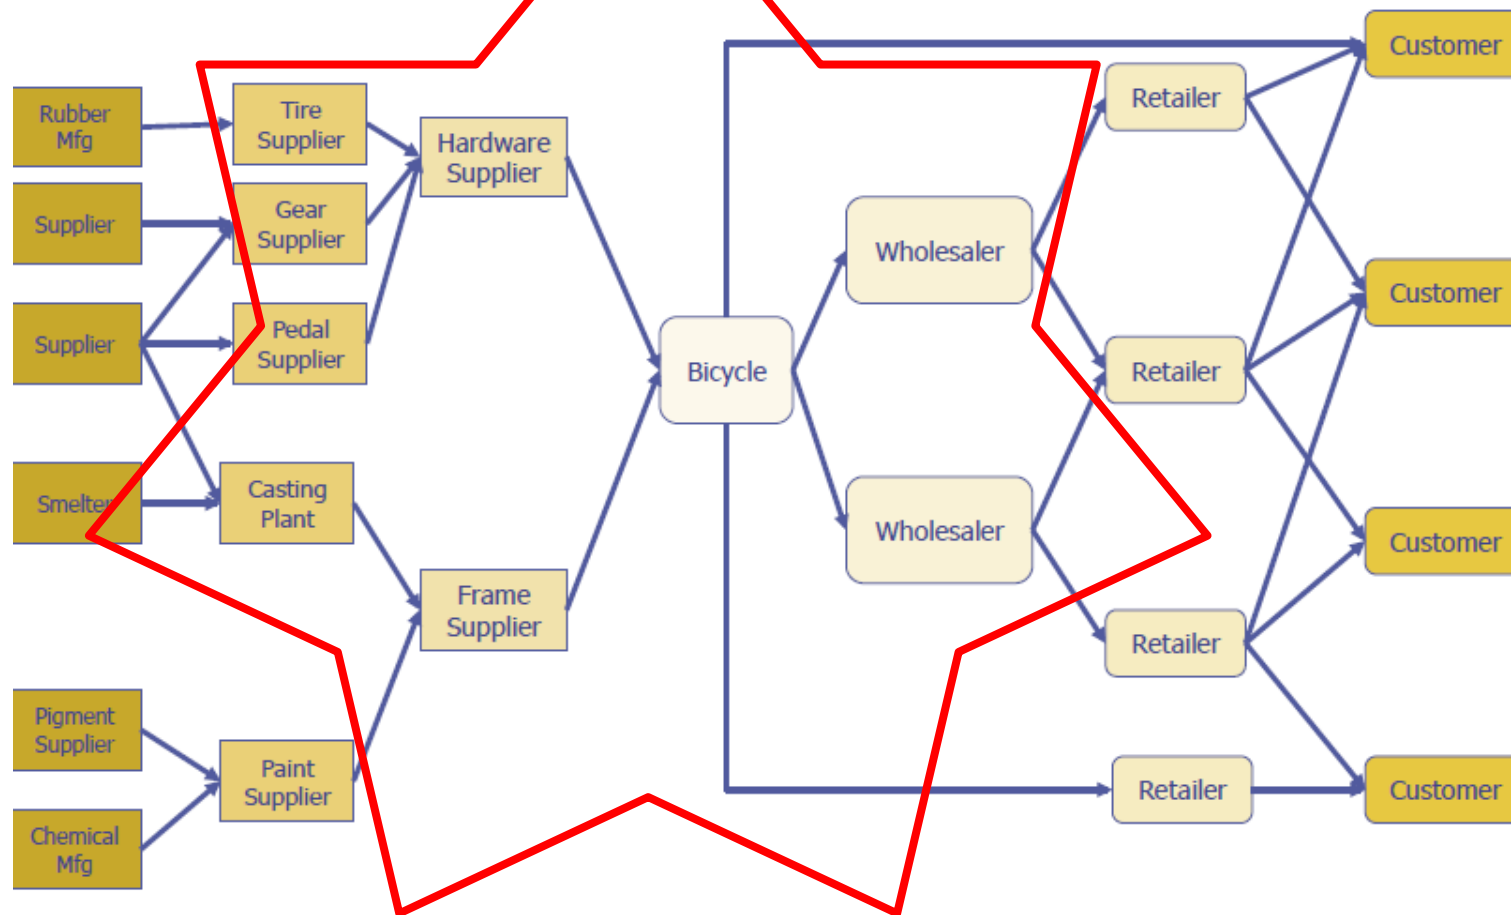 Rubber
Mfg
Supplier
Supplier
Smelter
Pigment
Supplier
Chemical
Mfg
Tire
Supplier
Gear
Supplier
Pedal
Supplier
Casting
Plant
Paint
Supplier
Hardware
Supplier
Frame
Supplier
Bicycle
Wholesaler
Wholesaler
Retailer
Retailer
Retailer
Retailer
Customer
Customer
Customer
Customer